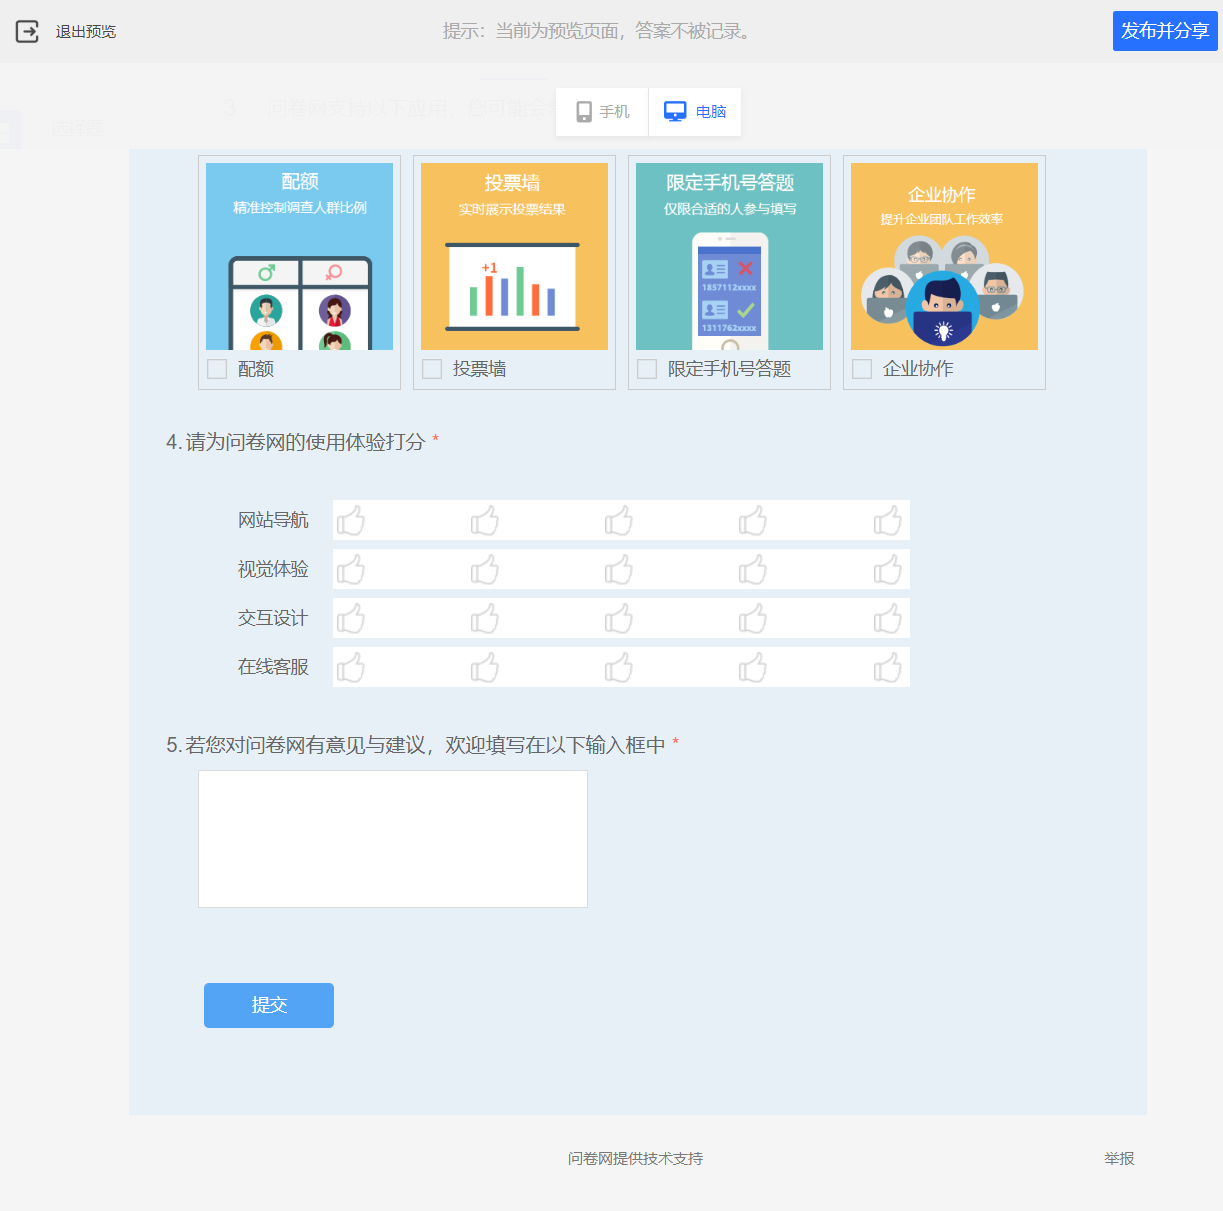 退出预览
提示：当前为预览页面，答案不被记录。
发布并分享
3.
问卷网支持以下应用，您可能会
手机
电脑
选择题
配额
精准控制调查人群比例
投票墙
实时展示投票结果
+1
限定手机号答题
仅限合适的人参与填写
1857112xxxx
1311762xxxx
企业协作
提升企业团队工作效率
配额
投票墙
限定手机号答题
企业协作
4.请为问卷网的使用体验打分 *
网站导航
视觉体验
交互设计
在线客服
5.若您对问卷网有意见与建议，欢迎填写在以下输入框中 *
提交
问卷网提供技术支持
举报